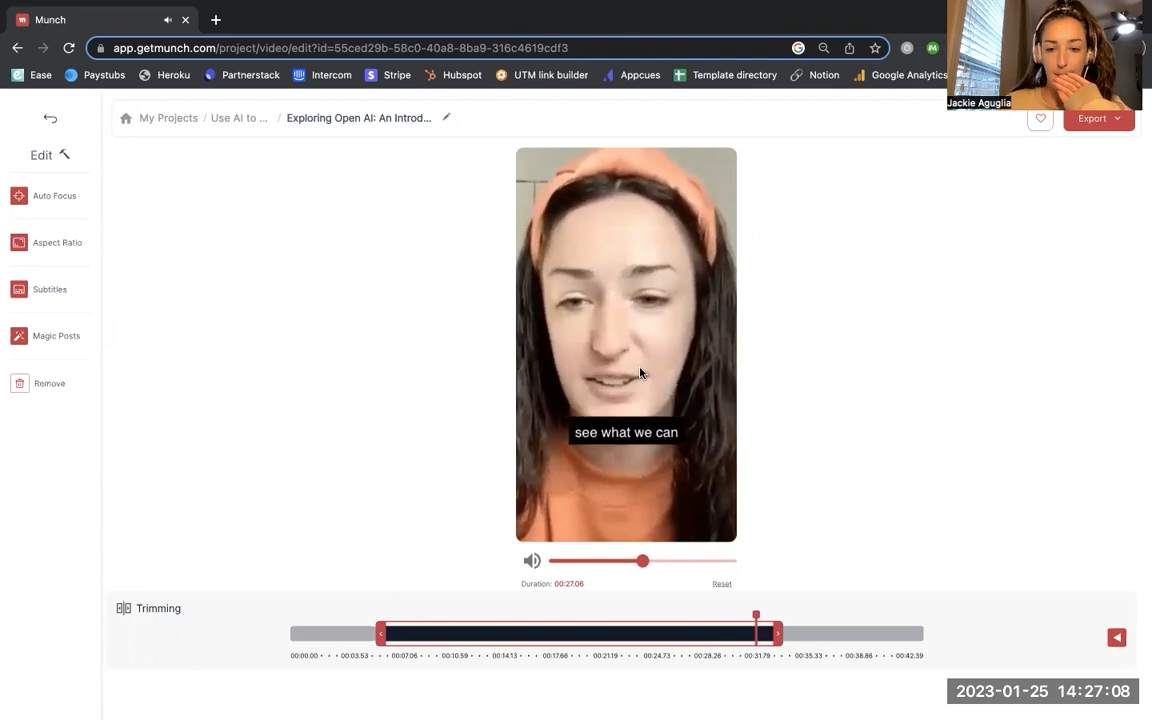 Munch
app.getmunch.com/project/video/edit?id=55ced29b-58c0-40a8-8ba9-316c4619cdf3
Ease Paystubs Heroku Partnerstack Intercom Stripe Hubspot UTM link builder Appcues Template directory Notion Google Analytics
Jackie Aguglia
My Projects / Use AI to ... / Exploring Open AI: An Introd...
Export
Edit
Auto Focus
Aspect Ratio
Subtitles
Magic Posts
Remove
see what we can
Duration: 00:27.06 Reset
Trimming
00:00.00 00:03.53 00:07.06 00:10.59 00:14.13 00:17.66 00:21.19 00:24.73 00:28.26 00:31.79 00:35.33 00:38.86 00:42.39
2023-01-25 14:27:08